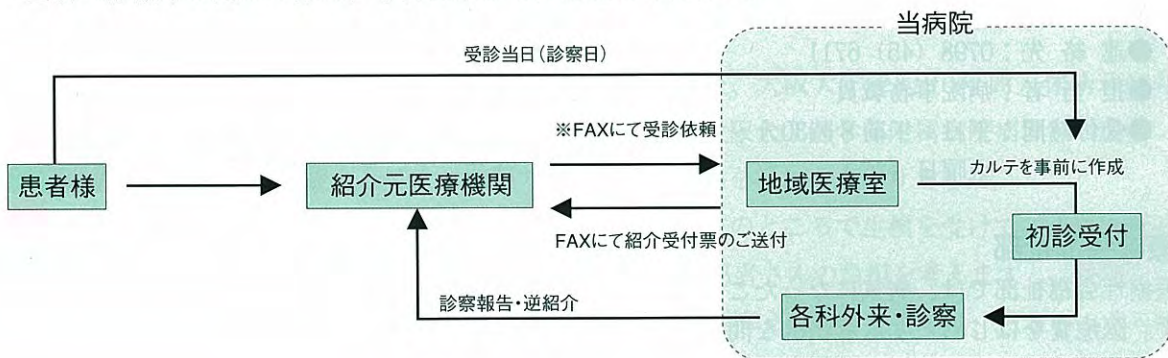 当病院
受診当日(診察日)
※FAXにて受診依頼
患者様
紹介元医療機関
地域医療室
カルテを事前に作成
FAXにて紹介受付票のご送付
初診受付
診察報告・逆紹介
各科外来・診察